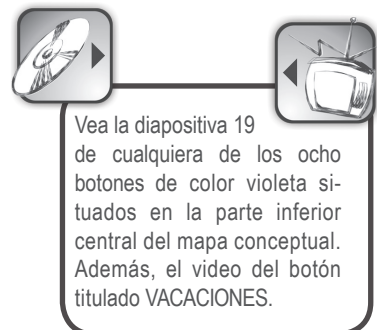 Vea la diapositiva 19
de cualquiera de los ocho
botones de color violeta si-
tuados en la parte inferior
central del mapa conceptual.
Además, el video del botón
titulado VACACIONES.